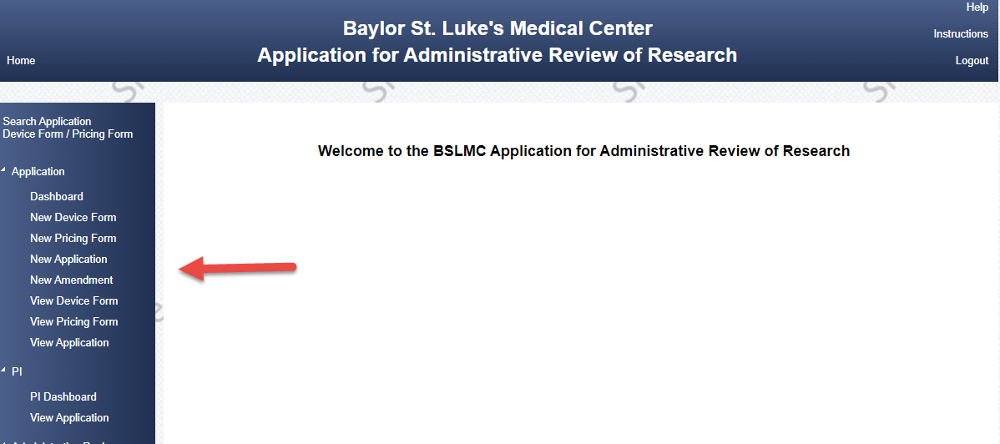 Help
Baylor St. Luke's Medical Center
Instructions
Application for Administrative Review of Research
Home
Logout
Search Application
Device Form / Pricing Form
Welcome to the BSLMC Application for Administrative Review of Research
Application
Dashboard
New Device Form
New Pricing Form
New Application
New Amendment
View Device Form
View Pricing Form
View Application
PI
PI Dashboard
View Application